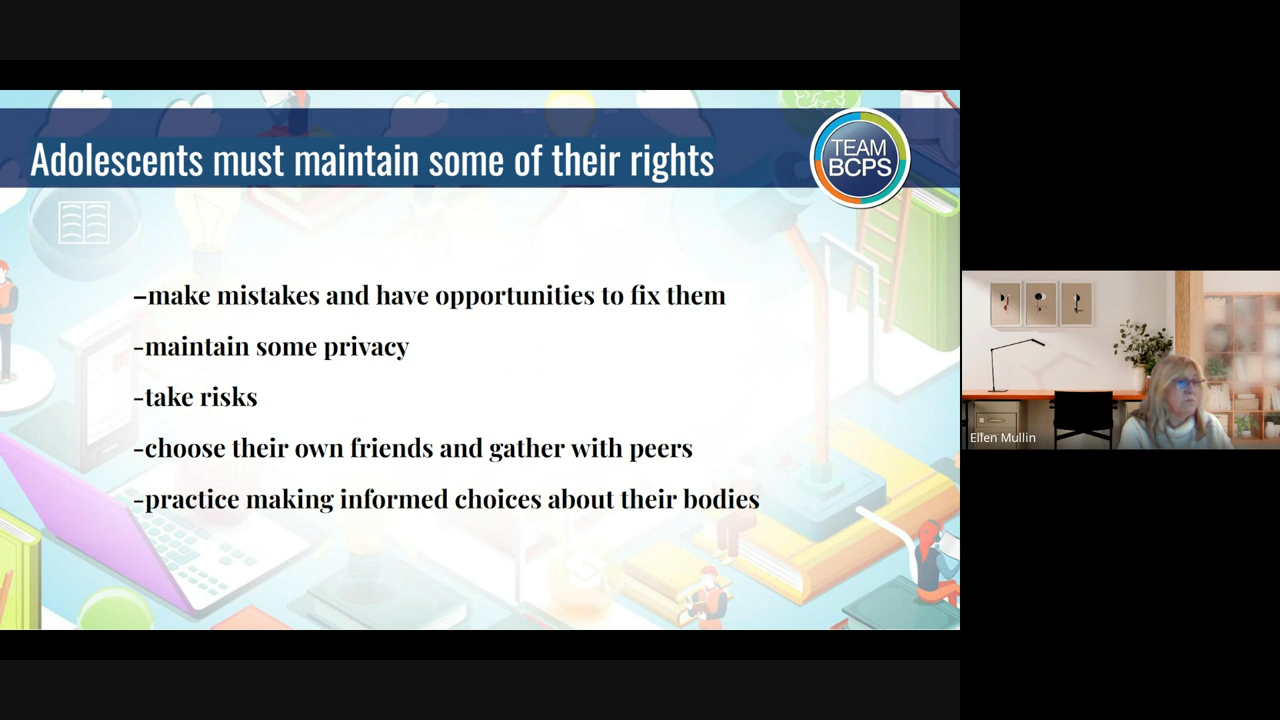 Adolescents must maintain some of their rights
TEAM
BCPS
–make mistakes and have opportunities to fix them
-maintain some privacy
-take risks
-choose their own friends and gather with peers
-practice making informed choices about their bodies
Ellen Mullin